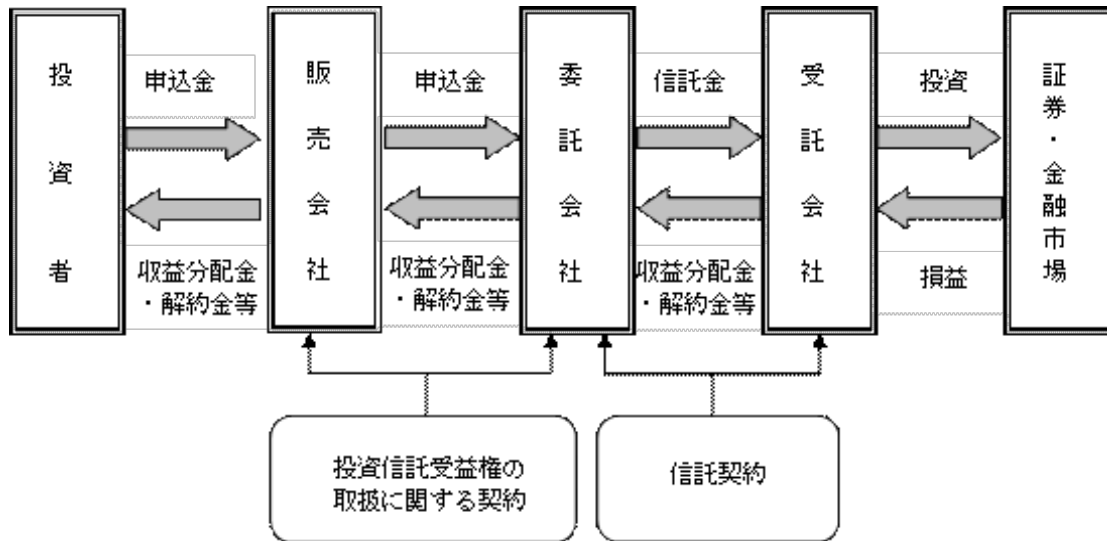 投資者
申込金
収益分配金
・解約金等
販売会社
申込金
収益分配金
・解約金等
委託会社
信託金
収益分配金
・解約金等
受託会社
投資
損益
証券・金融市場
投資信託受益権の
取扱に関する契約
信託契約